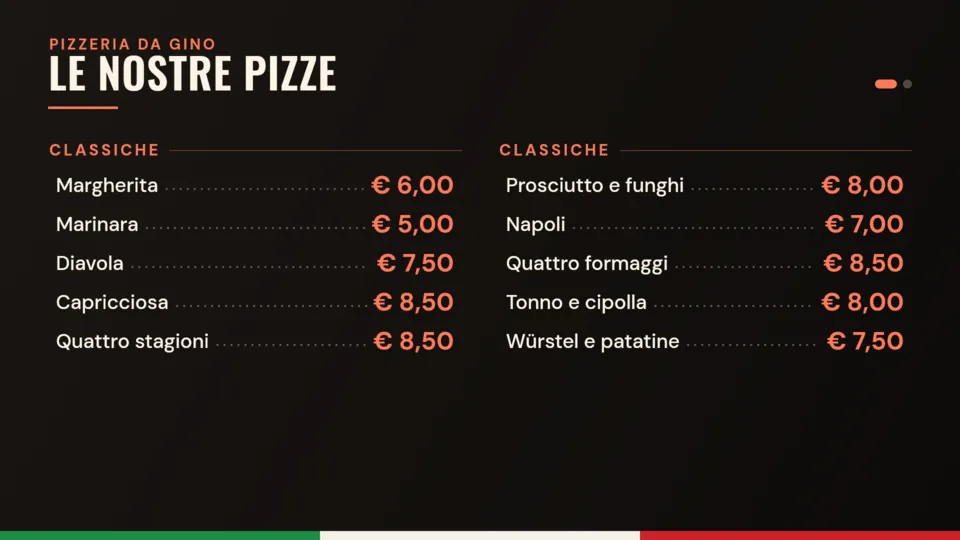 PIZZERIA DA GINO
LE NOSTRE PIZZE
CLASSICHE
Margherita € 6,00
Marinara € 5,00
Diavola € 7,50
Capricciosa € 8,50
Quattro stagioni € 8,50
CLASSICHE
Prosciutto e funghi € 8,00
Napoli € 7,00
Quattro formaggi € 8,50
Tonno e cipolla € 8,00
Würstel e patatine € 7,50